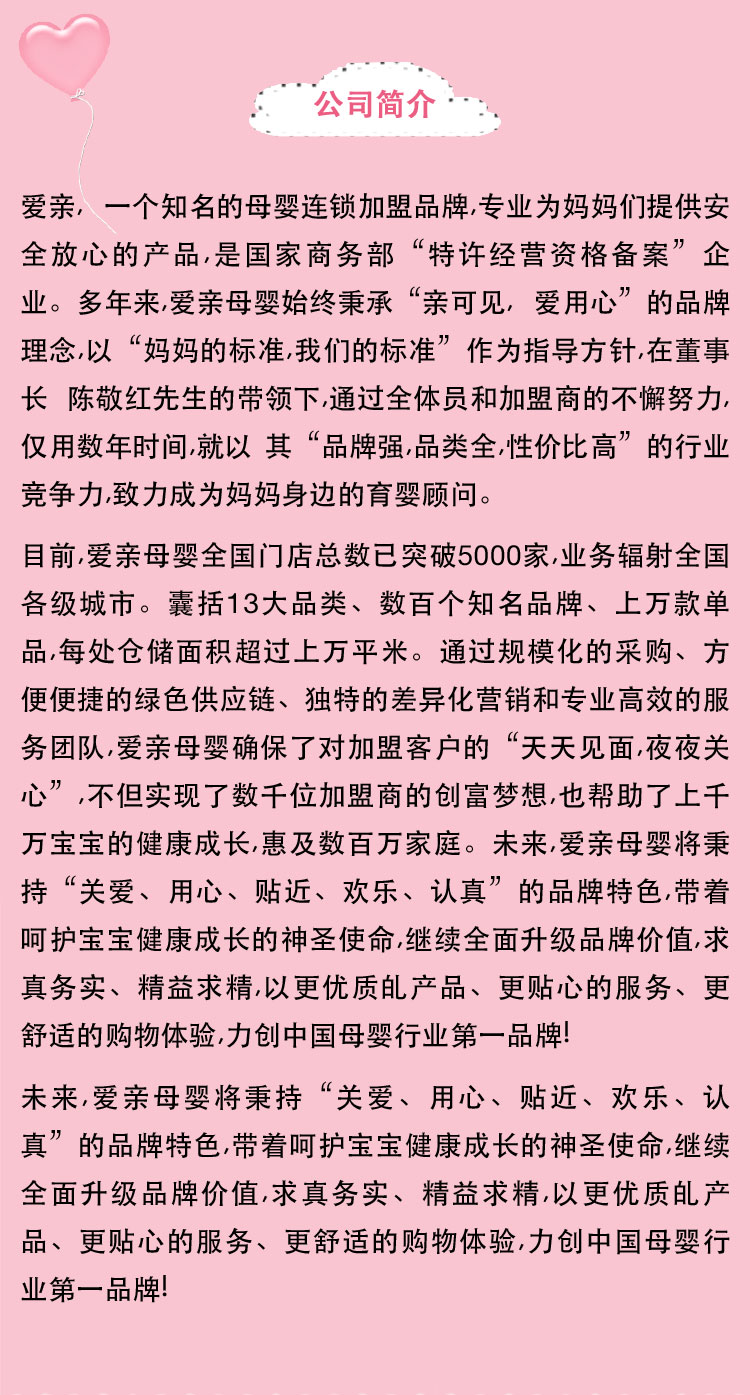 公司简介
爱亲, 一个知名的母婴连锁加盟品牌,专业为妈妈们提供安
全放心的产品,是国家商务部“特许经营资格备案”企
业。多年来,爱亲母婴始终秉承“亲可见, 爱用心”的品牌
理念,以“妈妈的标准,我们的标准”作为指导方针,在董事
长 陈敬红先生的带领下,通过全体员和加盟商的不懈努力,
仅用数年时间,就以 其“品牌强,品类全,性价比高”的行业
竞争力,致力成为妈妈身边的育婴顾问。
目前,爱亲母婴全国门店总数已突破5000家,业务辐射全国
各级城市。囊括13大品类、数百个知名品牌、上万款单
品,每处仓储面积超过上万平米。通过规模化的采购、方
便便捷的绿色供应链、独特的差异化营销和专业高效的服
务团队,爱亲母婴确保了对加盟客户的“天天见面,夜夜关
心”,不但实现了数千位加盟商的创富梦想,也帮助了上千
万宝宝的健康成长,惠及数百万家庭。未来,爱亲母婴将秉
持“关爱、用心、贴近、欢乐、认真”的品牌特色,带着
呵护宝宝健康成长的神圣使命,继续全面升级品牌价值,求
真务实、精益求精,以更优质癿产品、更贴心的服务、更
舒适的购物体验,力创中国母婴行业第一品牌!
未来,爱亲母婴将秉持“关爱、用心、贴近、欢乐、认
真”的品牌特色,带着呵护宝宝健康成长的神圣使命,继续
全面升级品牌价值,求真务实、精益求精,以更优质癿产
品、更贴心的服务、更舒适的购物体验,力创中国母婴行
业第一品牌!